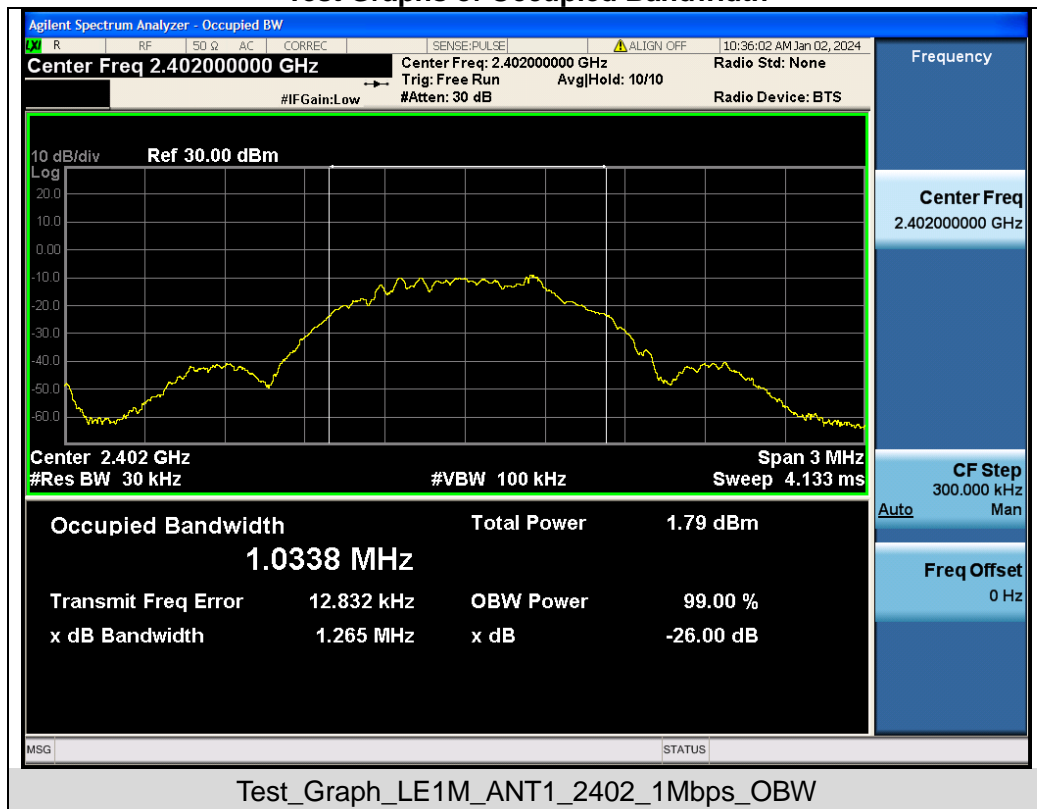 Test Graphs of Occupied Bandwidth
Agilent Spectrum Analyzer - Occupied BW
LXI R RF 50 Ω AC CORREC SENSE:PULSE ALIGN OFF 10:36:02 AM Jan 02, 2024
Center Freq 2.402000000 GHz
Center Freq: 2.402000000 GHz
Radio Std: None
Trig: Free Run Avg|Hold: 10/10
#IFGain:Low #Atten: 30 dB Radio Device: BTS
Frequency
10 dB/div Ref 30.00 dBm
Log
20.0
10.0
0.00
-10.0
-20.0
-30.0
-40.0
-50.0
-60.0
Center 2.402 GHz Span 3 MHz
#Res BW 30 kHz #VBW 100 kHz Sweep 4.133 ms
Center Freq
2.402000000 GHz
CF Step
300.000 kHz
Auto Man
Freq Offset
0 Hz
Occupied Bandwidth Total Power 1.79 dBm
1.0338 MHz
Transmit Freq Error 12.832 kHz OBW Power 99.00 %
x dB Bandwidth 1.265 MHz x dB -26.00 dB
MSG STATUS
Test_Graph_LE1M_ANT1_2402_1Mbps_OBW